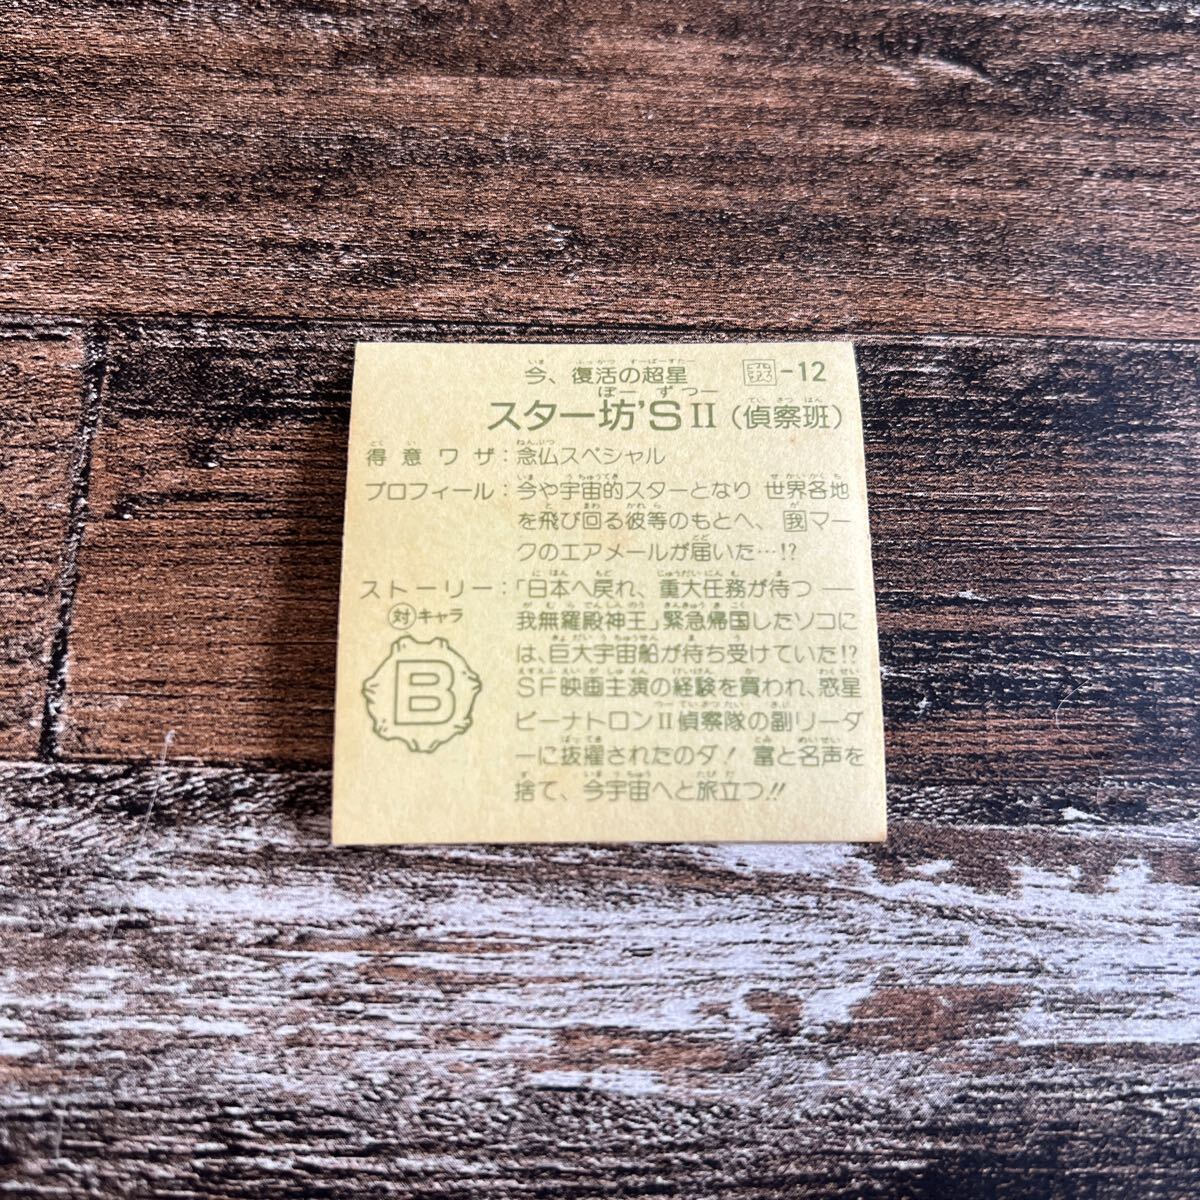 今、復活の超星
-12
スター坊'S II (偵察班)
得意ワザ:念仏スペシャル
プロフィール:今や宇宙的スターとなり 世界各地
を飛び回る彼等のもとへ、我マー
クのエアメールが届いた…!?
ストーリー:「日本へ戻れ、重大任務が待つ ――
対キャラ
我無羅殿神王」緊急帰国したソコに
は、巨大宇宙船が待ち受けていた!?
SF映画主演の経験を買われ、惑星
ビーナトロンII偵察隊の副リーダ
ーに抜擢されたのダ! 富と名声を
捨て、今宇宙へと旅立つ!!
B